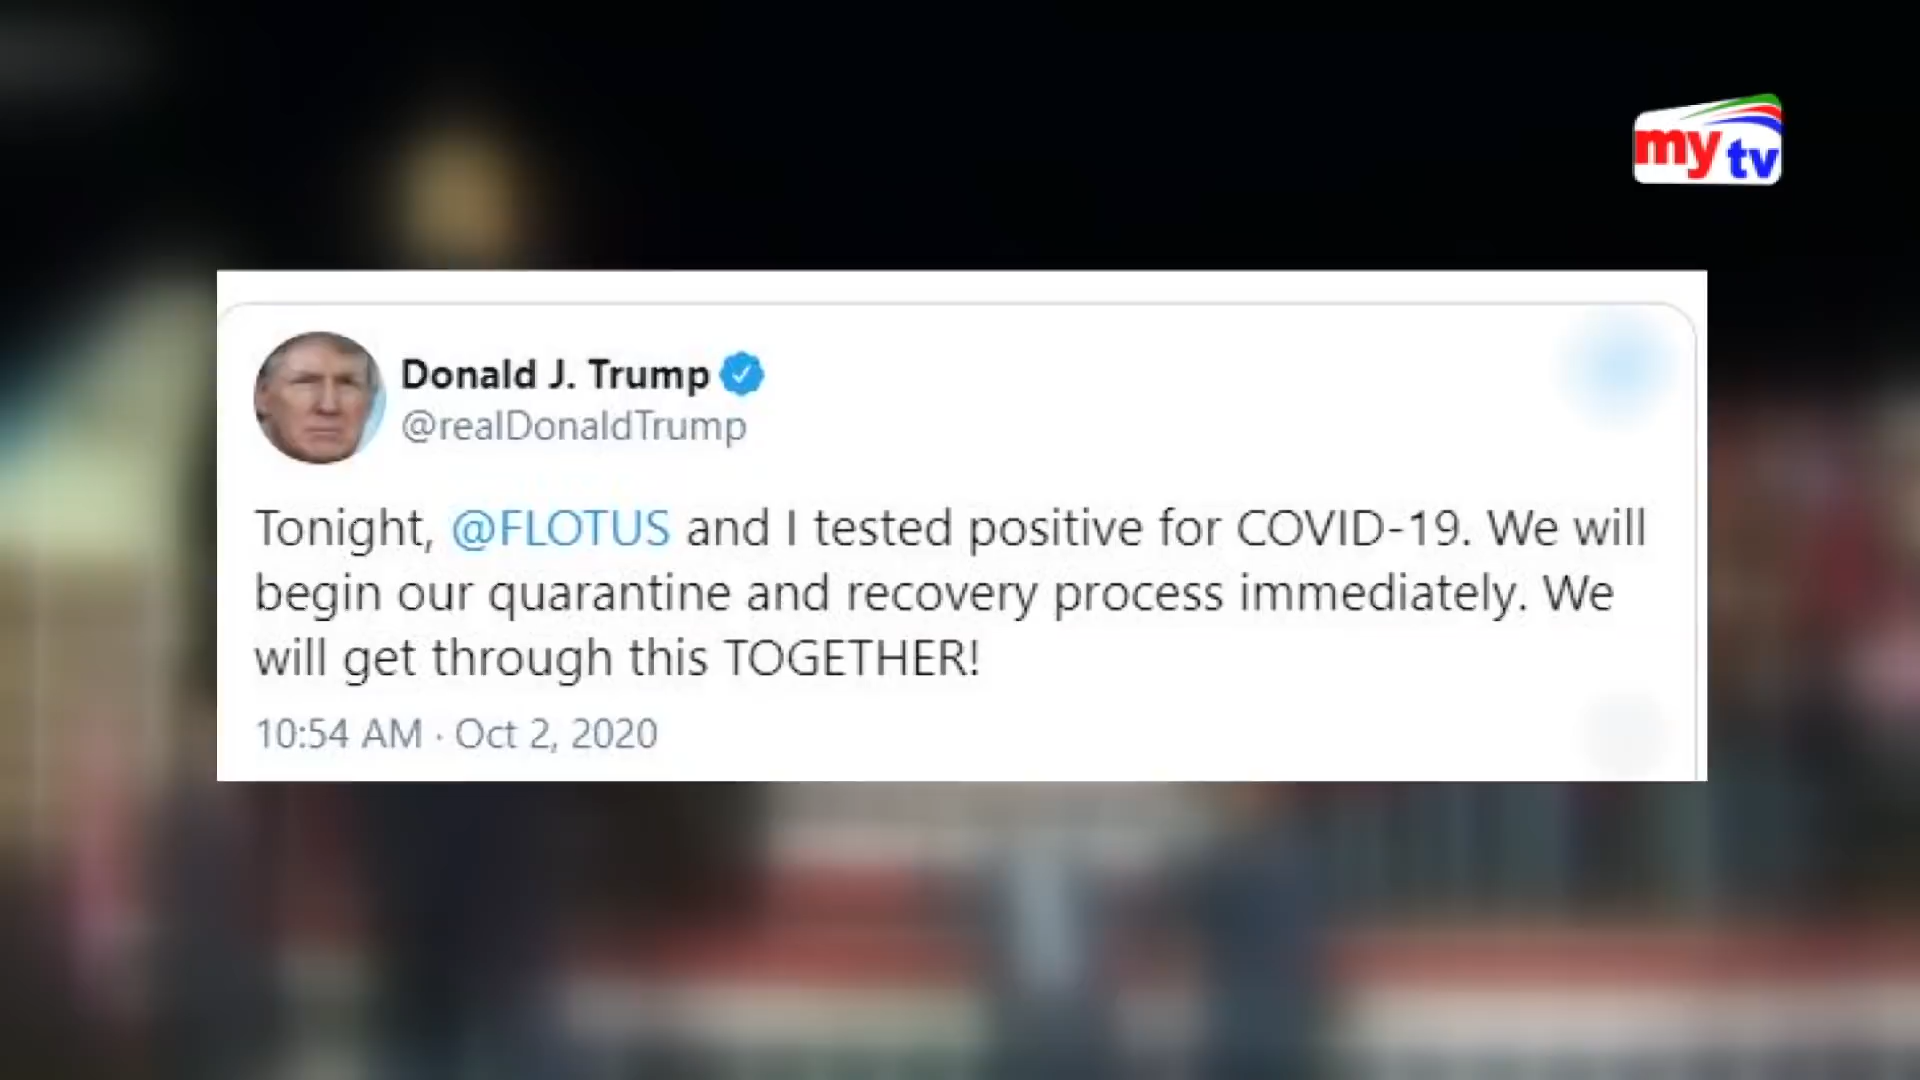 my tv
Donald J. Trump
@realDonaldTrump
Tonight, @FLOTUS and I tested positive for COVID-19. We will
begin our quarantine and recovery process immediately. We
will get through this TOGETHER!
10:54 AM · Oct 2, 2020